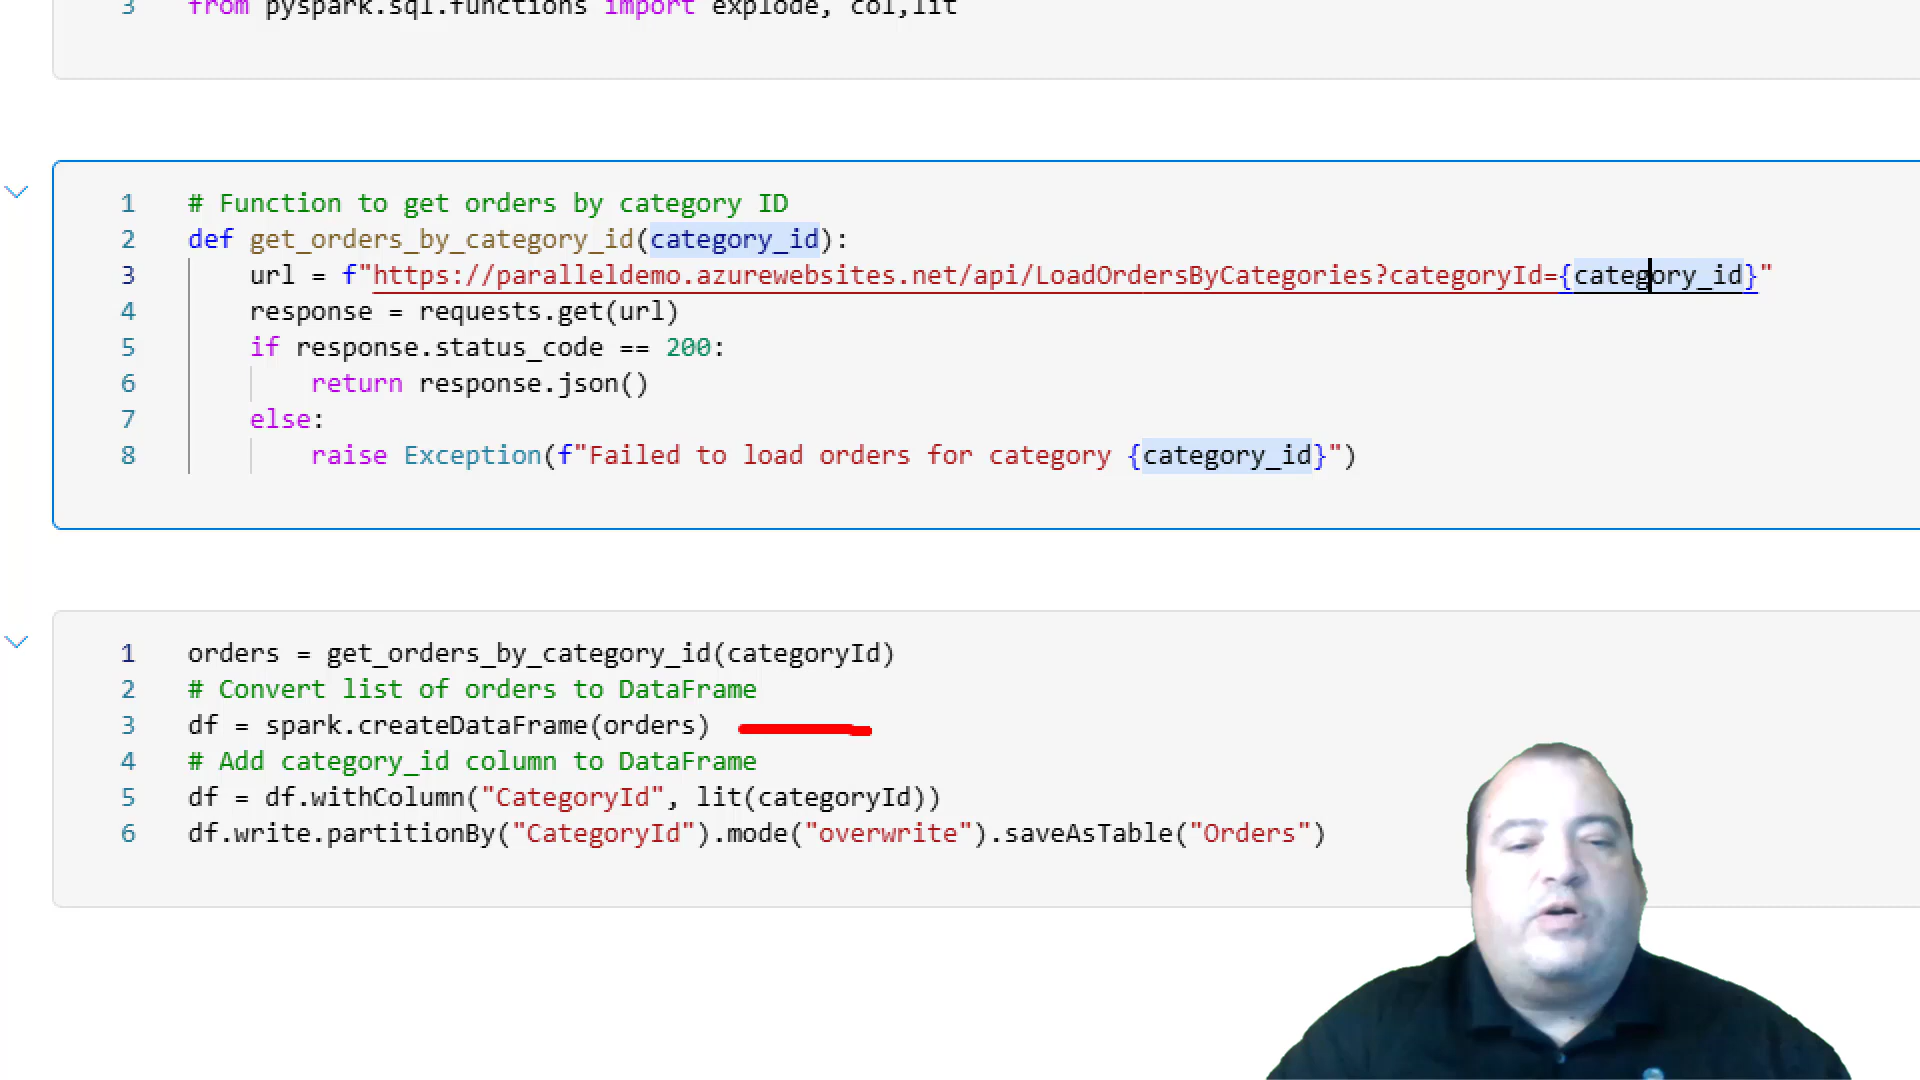 3 from pyspark.sql.functions import explode, col,lit
1 # Function to get orders by category ID
2 def get_orders_by_category_id(category_id):
3 url = f"https://paralleldemo.azurewebsites.net/api/LoadOrdersByCategories?categoryId={category_id}"
4 response = requests.get(url)
5 if response.status_code == 200:
6 return response.json()
7 else:
8 raise Exception(f"Failed to load orders for category {category_id}")
1 orders = get_orders_by_category_id(categoryId)
2 # Convert list of orders to DataFrame
3 df = spark.createDataFrame(orders)
4 # Add category_id column to DataFrame
5 df = df.withColumn("CategoryId", lit(categoryId))
6 df.write.partitionBy("CategoryId").mode("overwrite").saveAsTable("Orders")